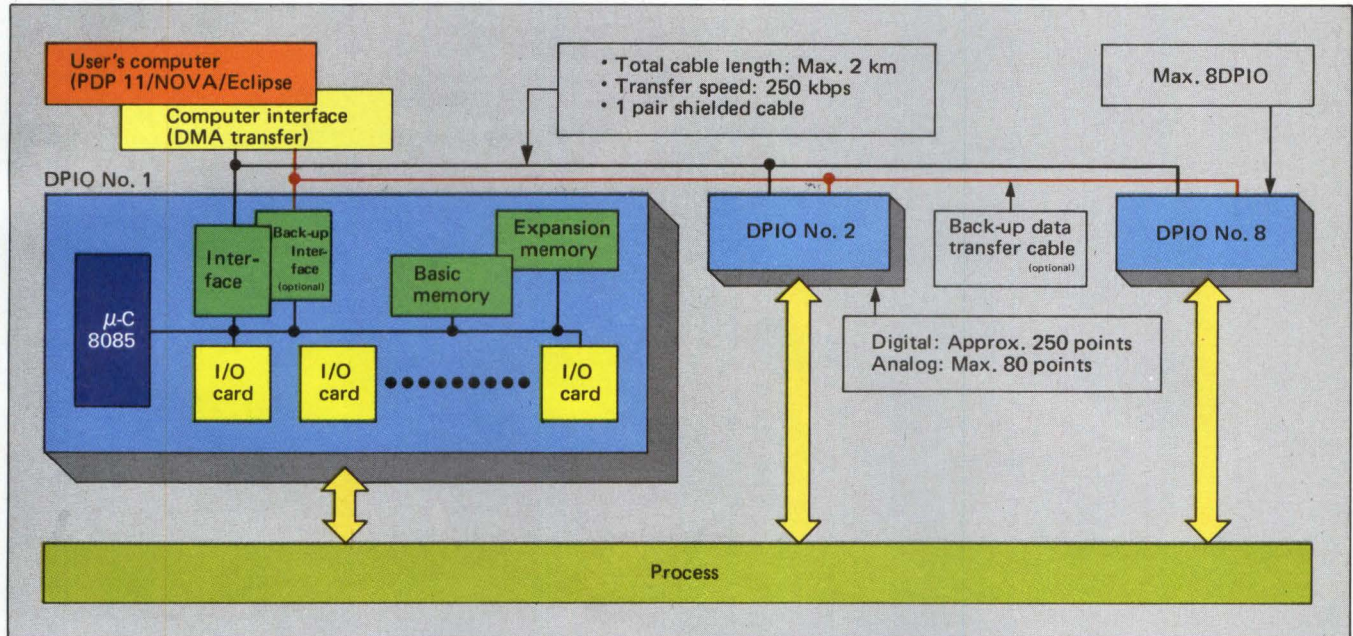 User's computer
(PDP 11/NOVA/Eclipse
Computer interface
(DMA transfer)
• Total cable length: Max. 2 km
• Transfer speed: 250 kbps
• 1 pair shielded cable
Max. 8DPIO
DPIO No. 1
Inter-
face
Back-up
Inter-
face
(optional)
Expansion
memory
Basic
memory
μ-C
8085
I/O
card
I/O
card
I/O
card
DPIO No. 2
Back-up data
transfer cable
(optional)
DPIO No. 8
Digital: Approx. 250 points
Analog: Max. 80 points
Process